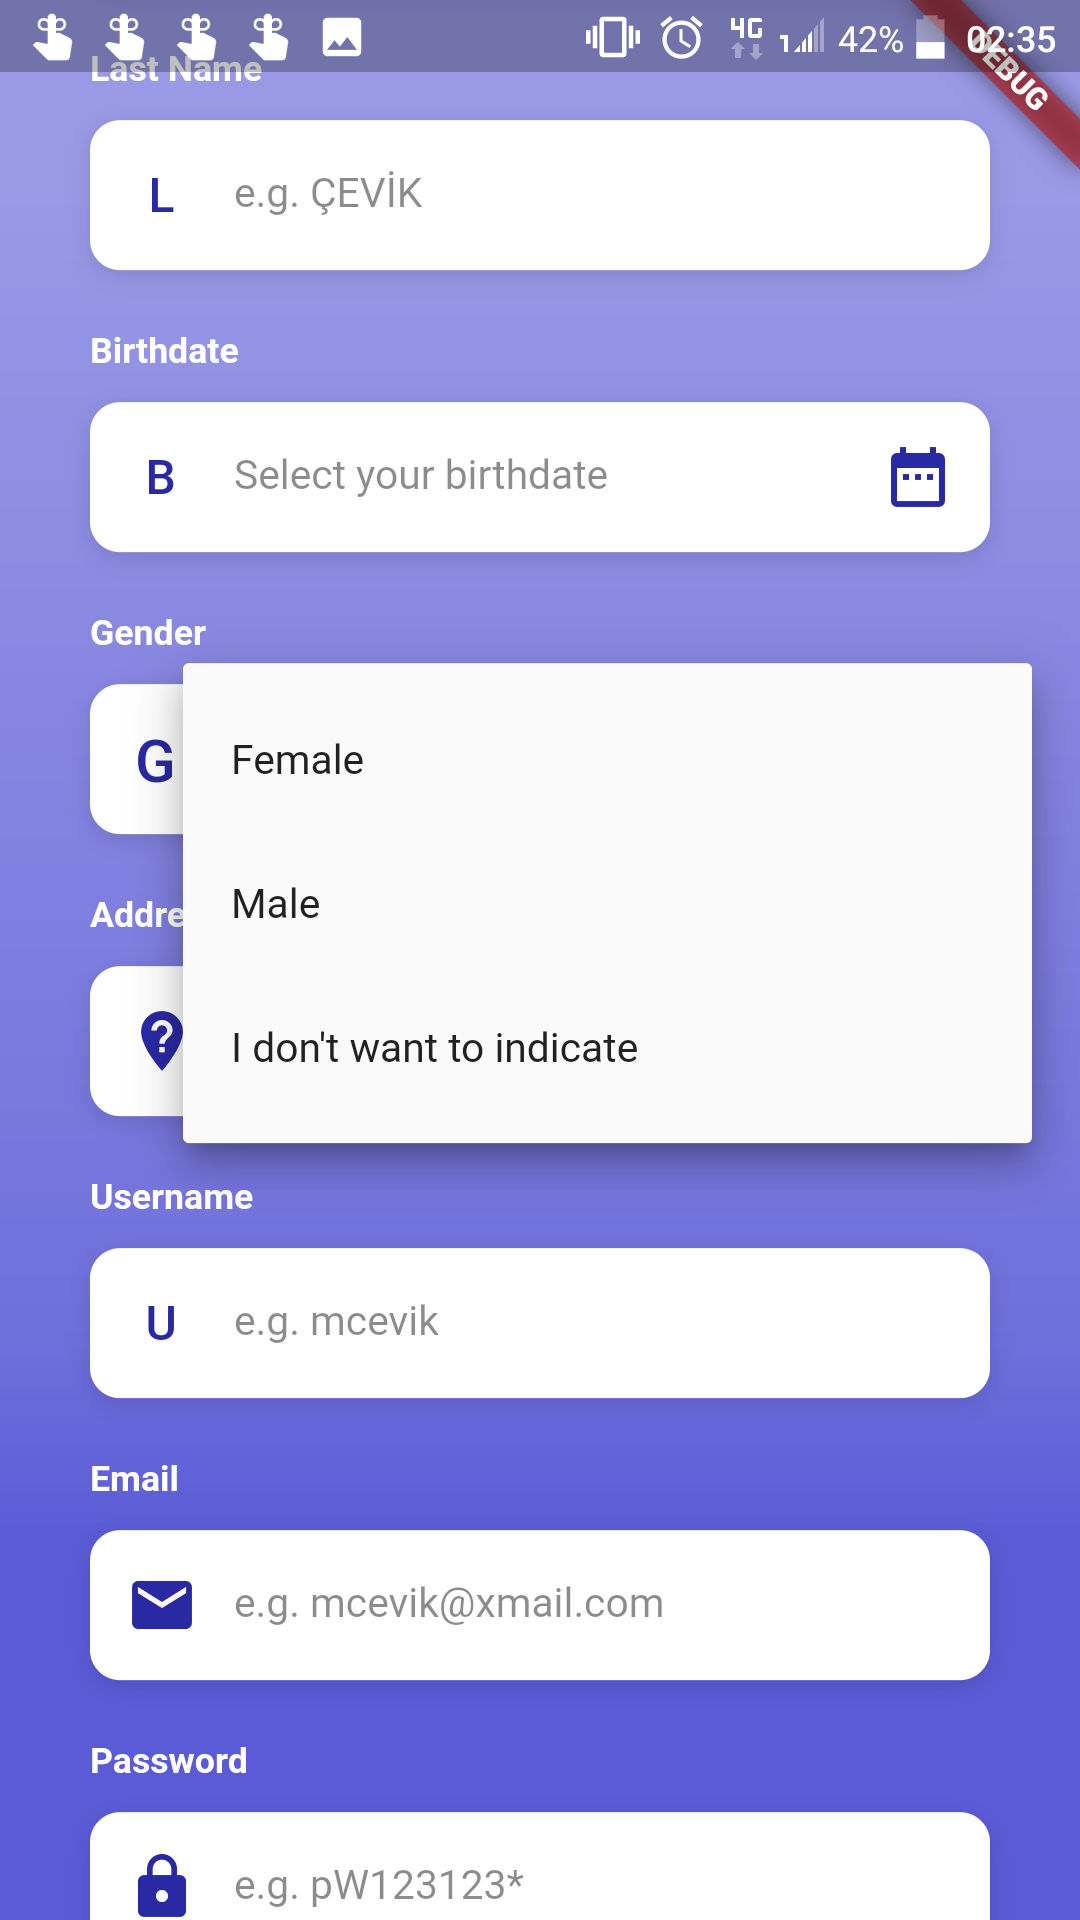 4G 1 42% 02:35
DEBUG
Last Name
L e.g. ÇEVİK
Birthdate
B Select your birthdate
Gender
G
Female
Male
Addre
?
I don't want to indicate
Username
U e.g. mcevik
Email
e.g. mcevik@xmail.com
Password
e.g. pW123123*